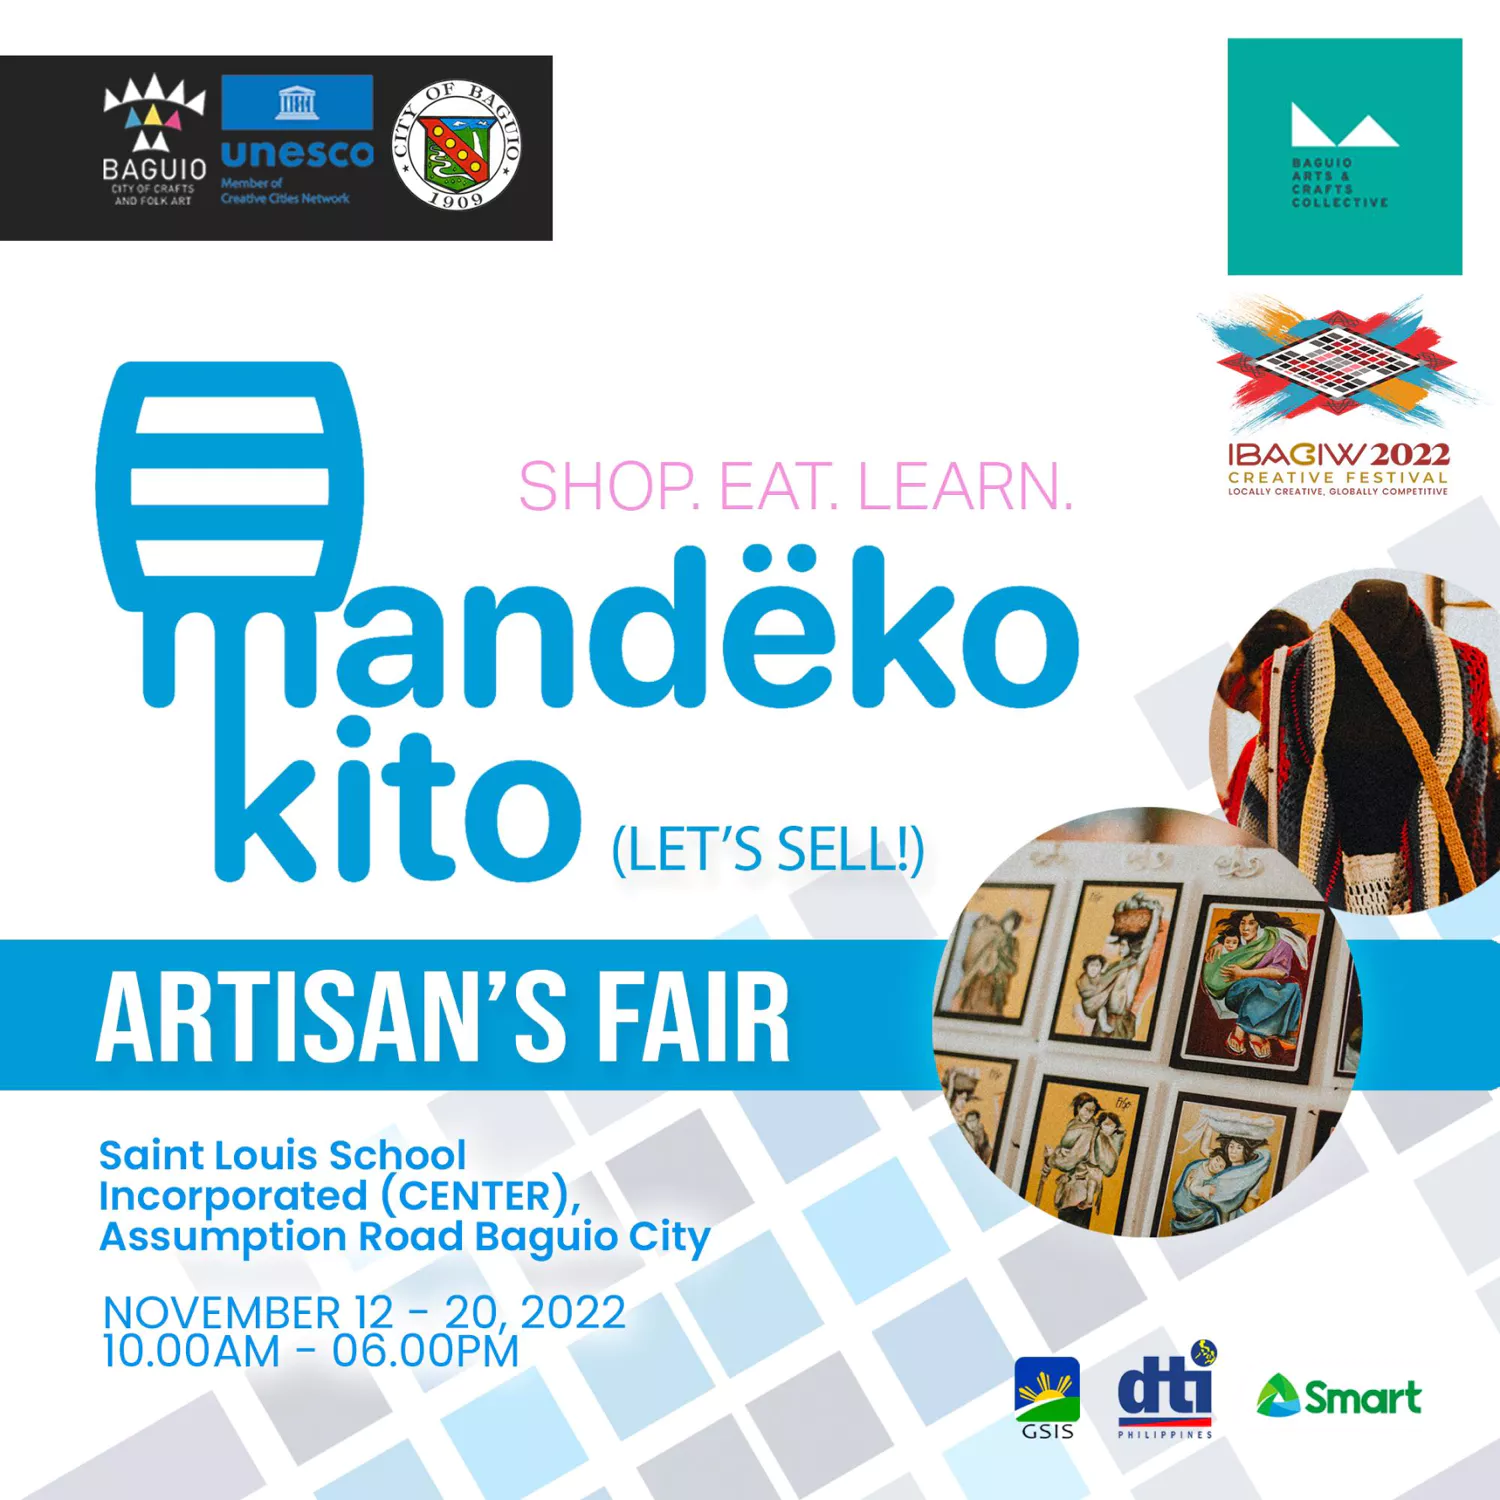 BAGUIO
CITY OF CRAFTS
AND FOLK ART
unesco
Member of
Creative Cities Network
CITY OF BAGUIO
1909
BAGUIO
ARTS &
CRAFTS
COLLECTIVE
IBAGIW 2022
CREATIVE FESTIVAL
LOCALLY CREATIVE, GLOBALLY COMPETITIVE
SHOP. EAT. LEARN.
mandëko
kito
(LET'S SELL!)
ARTISAN'S FAIR
Saint Louis School
Incorporated (CENTER),
Assumption Road Baguio City
NOVEMBER 12 - 20, 2022
10.00AM - 06.00PM
GSIS
dti
PHILIPPINES
Smart